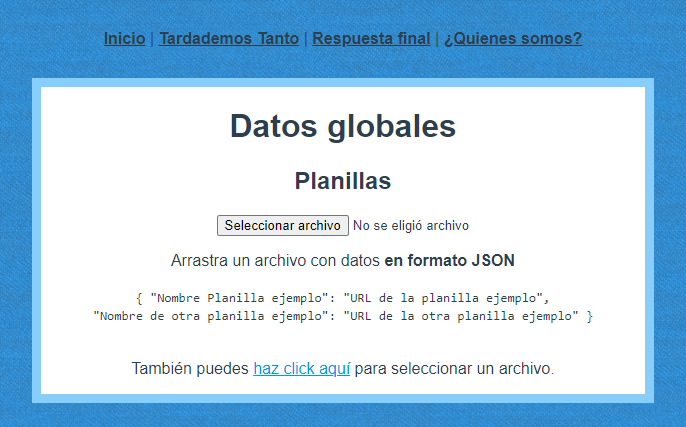 Inicio | Tardademos Tanto | Respuesta final | ¿Quienes somos?
Datos globales
Planillas
Seleccionar archivo No se eligió archivo
Arrastra un archivo con datos en formato JSON
{ "Nombre Planilla ejemplo": "URL de la planilla ejemplo",
"Nombre de otra planilla ejemplo": "URL de la otra planilla ejemplo" }
También puedes haz click aquí para seleccionar un archivo.